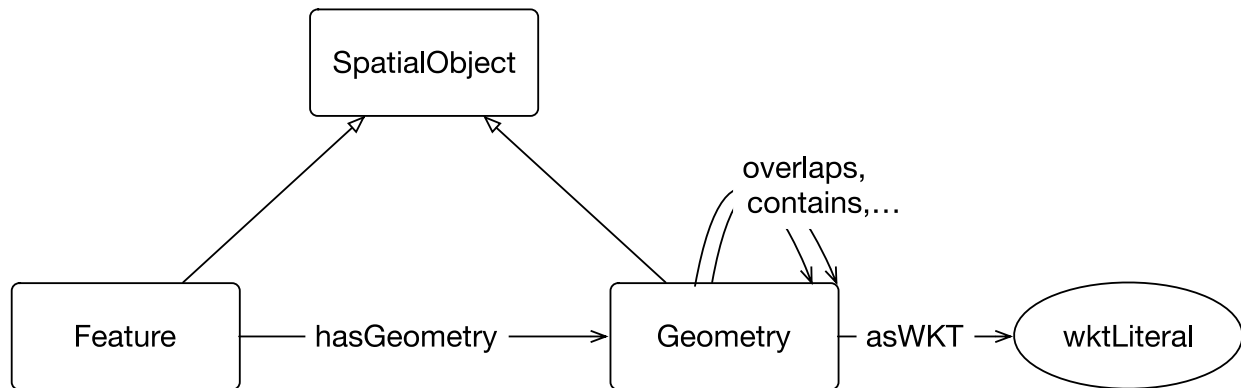 SpatialObject
overlaps,
contains,…
Feature
hasGeometry
Geometry
asWKT
wktLiteral